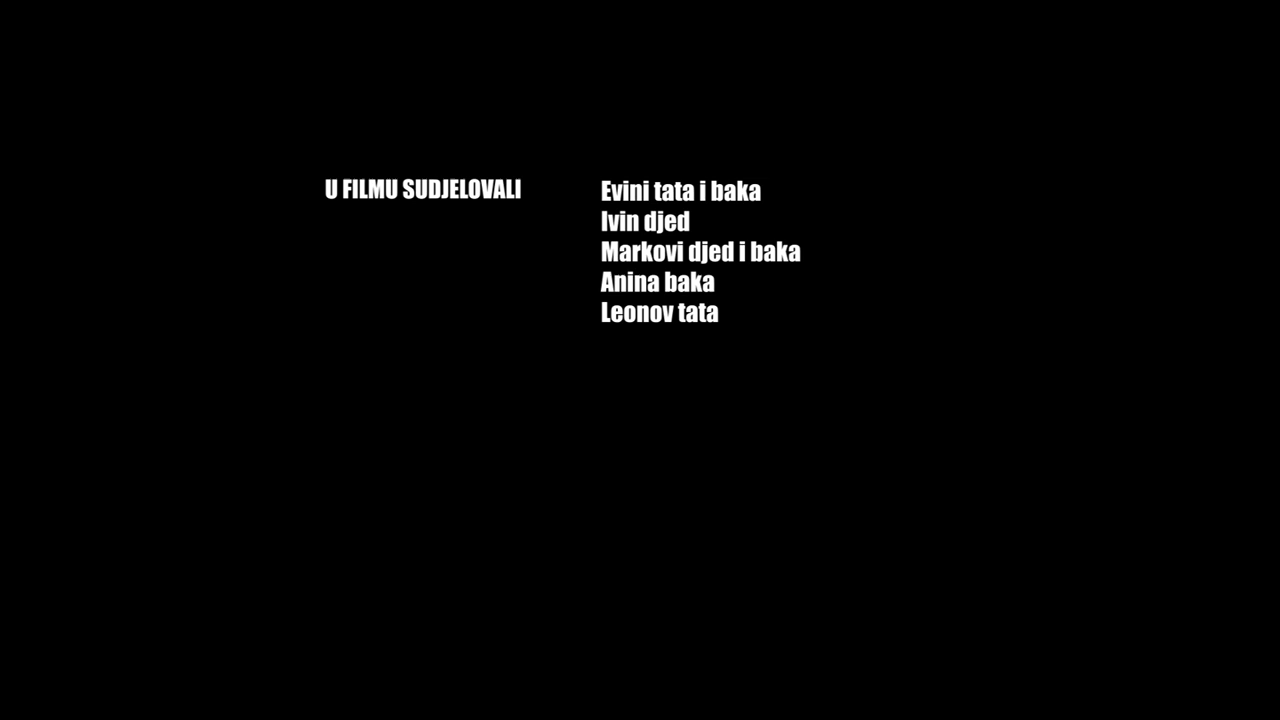 U FILMU SUDJELOVALI
Evini tata i baka
Ivin djed
Markovi djed i baka
Anina baka
Leonov tata